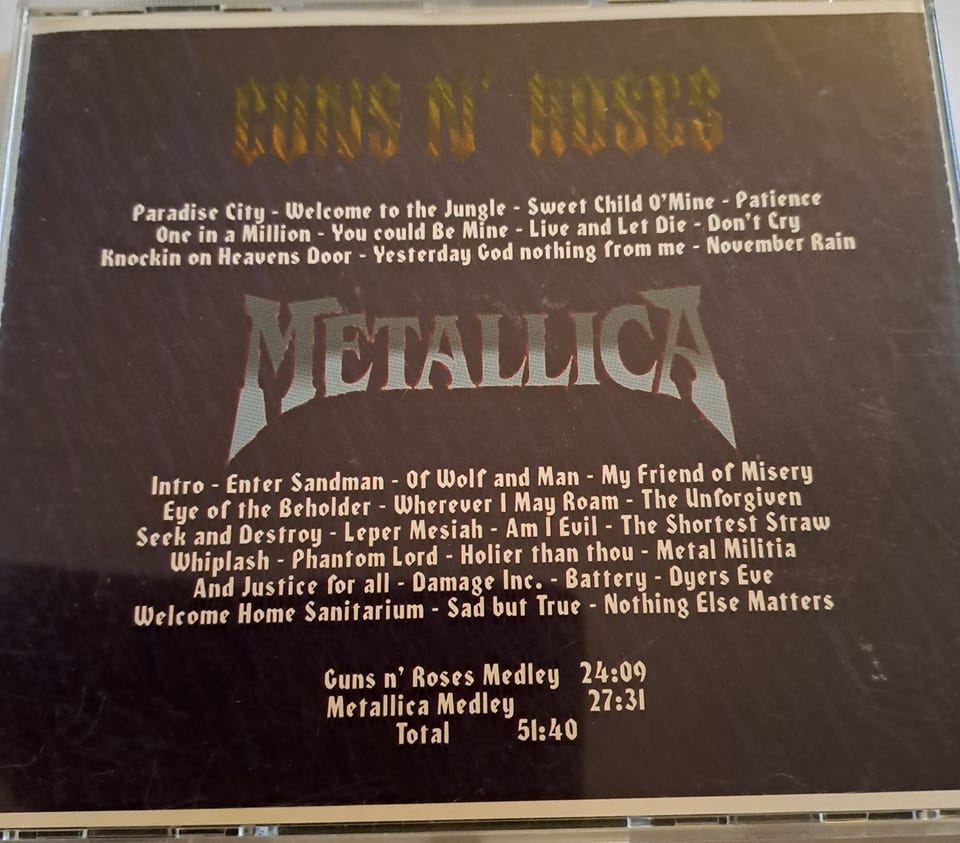 GUNS N' ROSES
Paradise City - Welcome to the Jungle - Sweet Child O'Mine - Patience
One in a Million - You could Be Mine - Live and Let Die - Don't Cry
Knockin on Heavens Door - Yesterday God nothing from me - November Rain
METALLICA
Intro - Enter Sandman - Of Wolf and Man - My Friend of Misery
Eye of the Beholder - Wherever I May Roam - The Unforgiven
Seek and Destroy - Leper Mesiah - Am I Evil - The Shortest Straw
Whiplash - Phantom Lord - Holier than thou - Metal Militia
And Justice for all - Damage Inc. - Battery - Dyers Eve
Welcome Home Sanitarium - Sad but True - Nothing Else Matters
Guns n' Roses Medley 24:09
Metallica Medley 27:31
Total 51:40